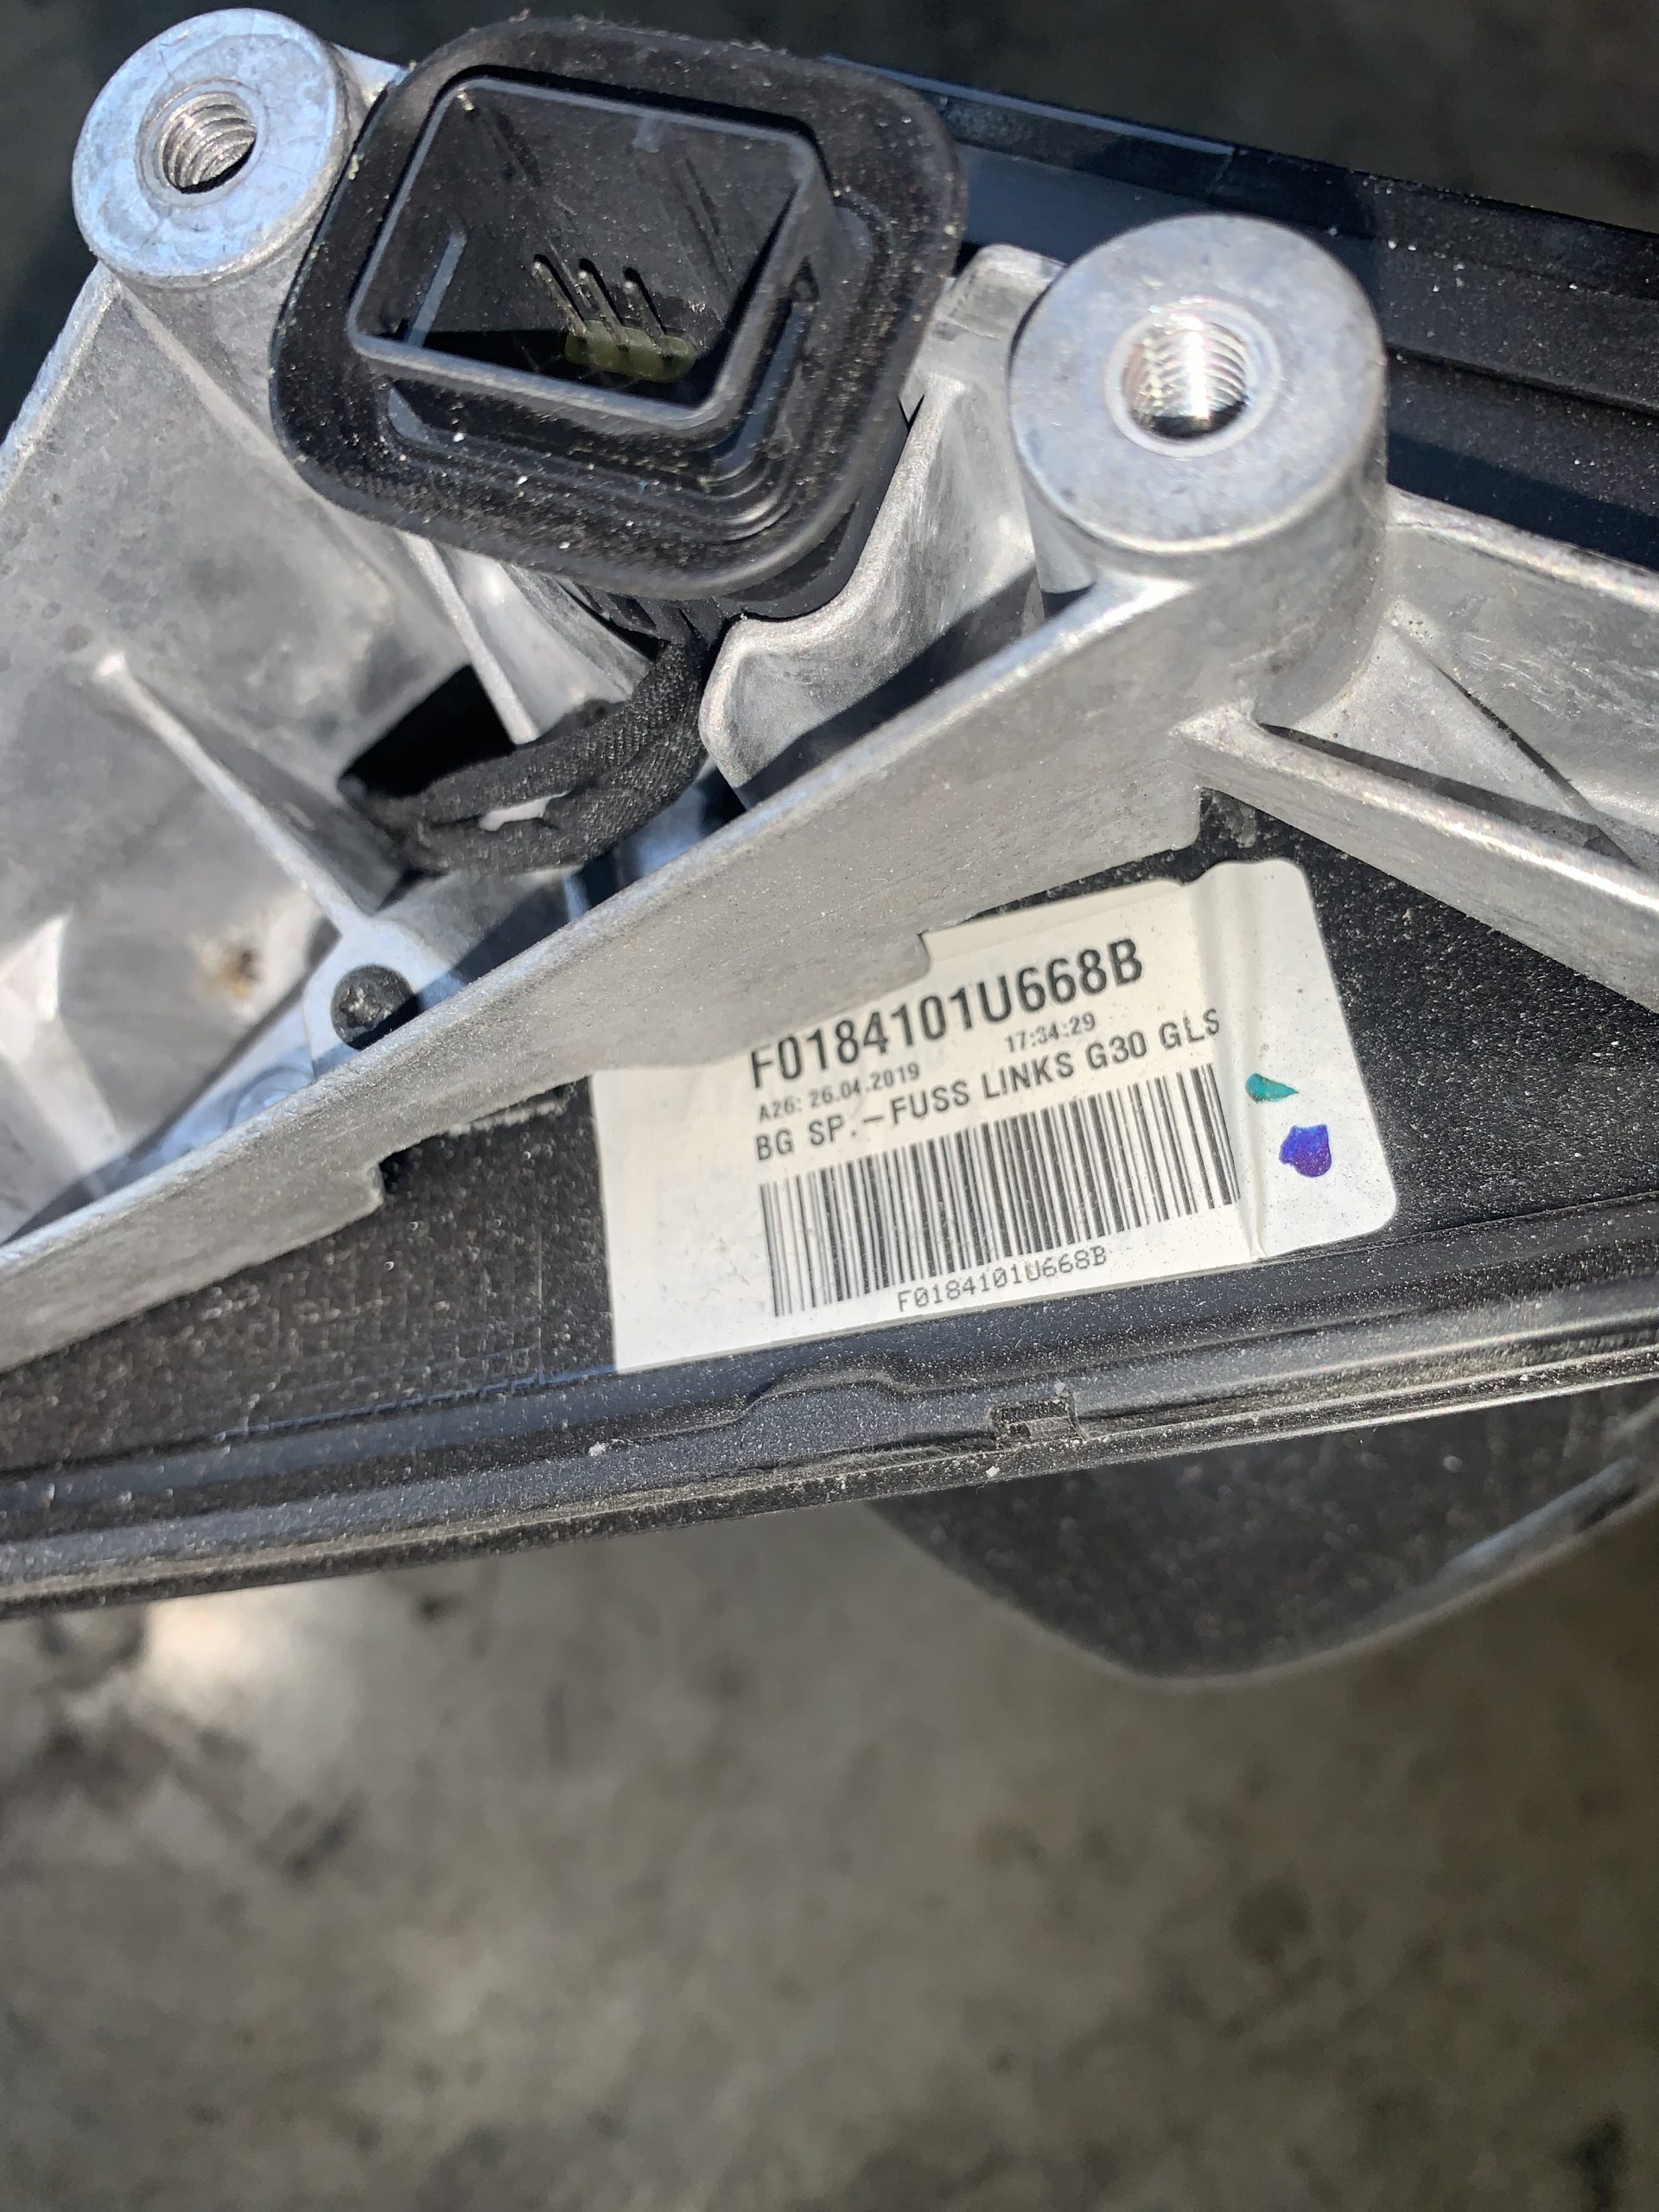 F0184101U668B
A26: 26.04.2019 17:34:29
BG SP.-FUSS LINKS G30 GLS
F0184101U668B